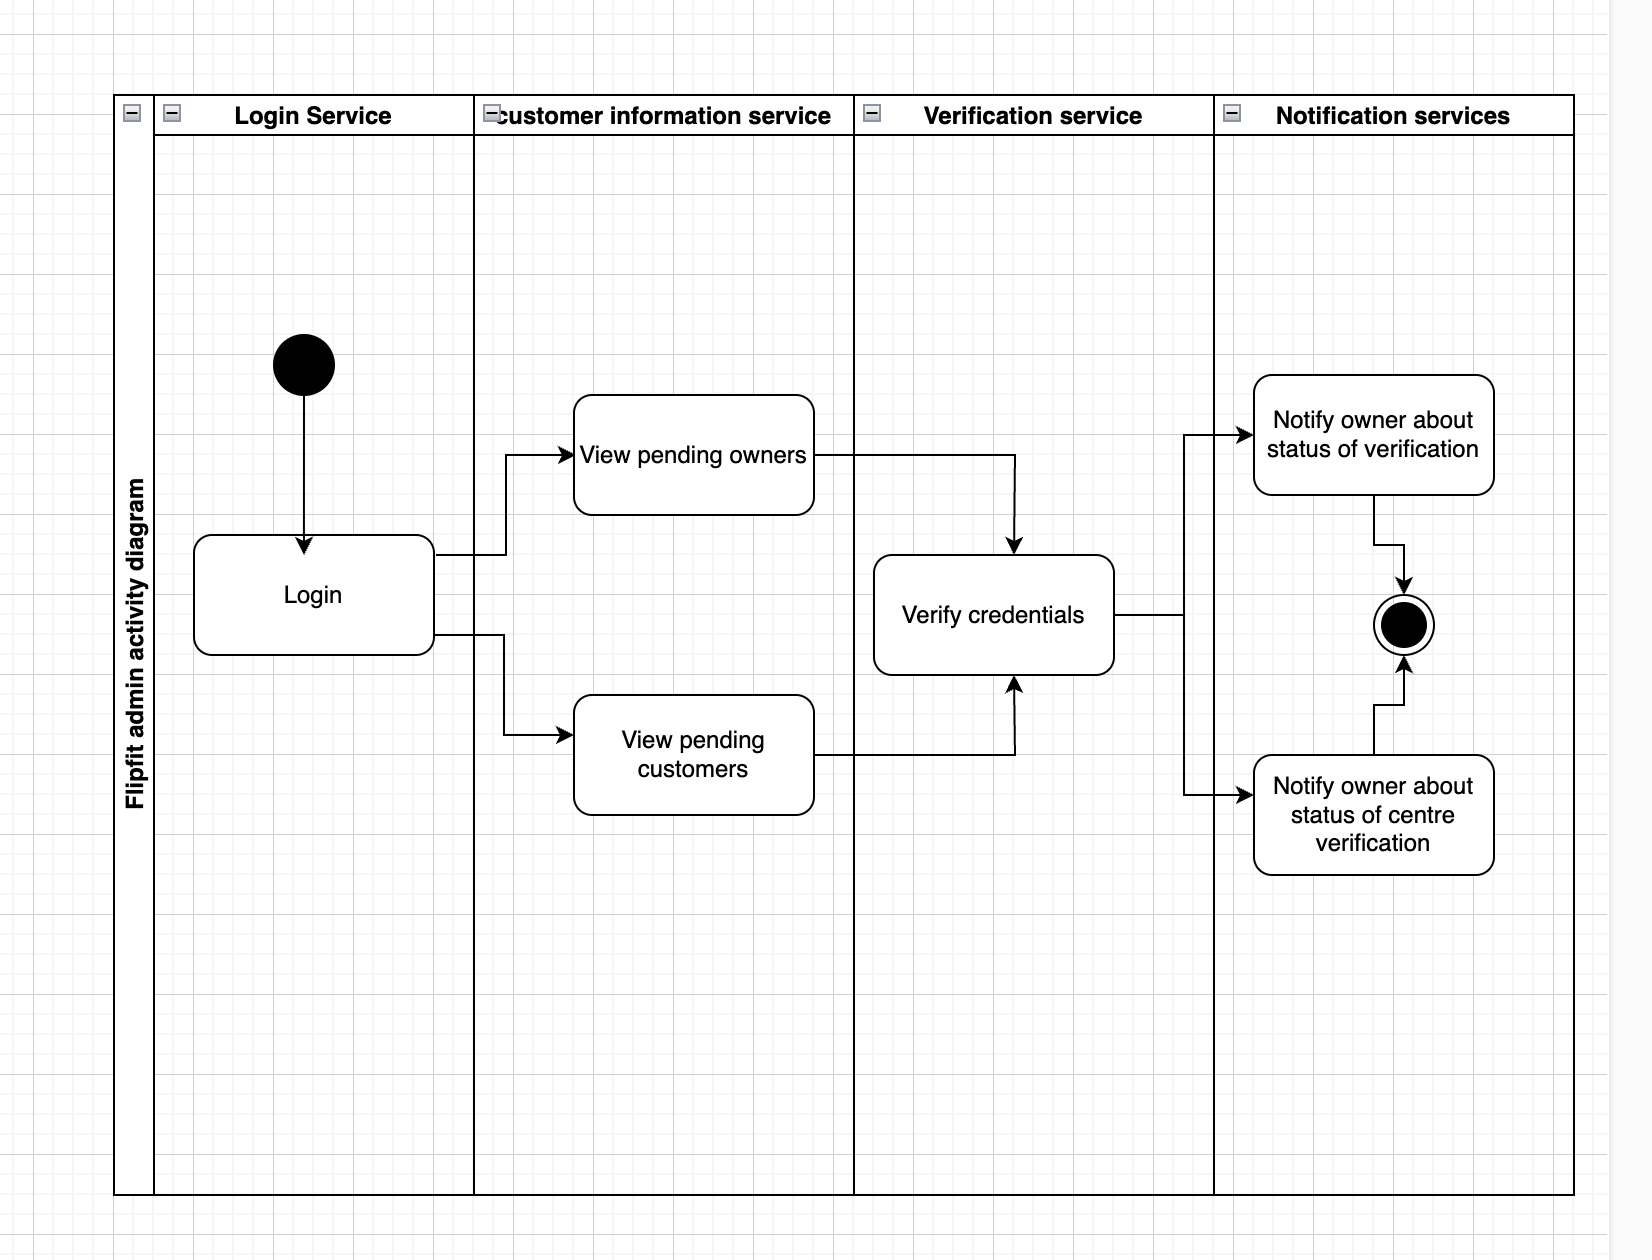 Flipfit admin activity diagram
Login Service
customer information service
Verification service
Notification services
Login
View pending owners
View pending
customers
Verify credentials
Notify owner about
status of verification
Notify owner about
status of centre
verification